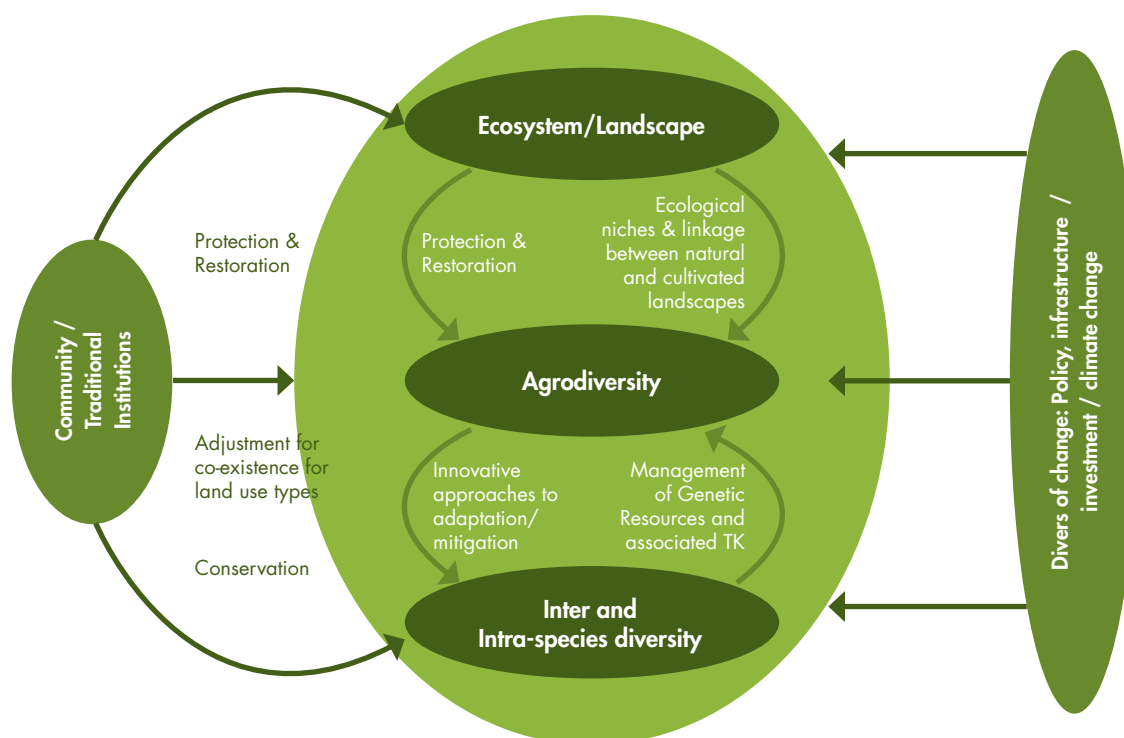 Ecosystem/Landscape
Protection &
Restoration
Protection &
Restoration
Ecological
niches & linkage
between natural
and cultivated
landscapes
Community /
Traditional
Institutions
Agrodiversity
Adjustment for
co-existence for
land use types
Innovative
approaches to
adaptation/
mitigation
Management
of Genetic
Resources and
associated TK
Conservation
Inter and
Intra-species diversity
Divers of change: Policy, infrastructure /
investment / climate change